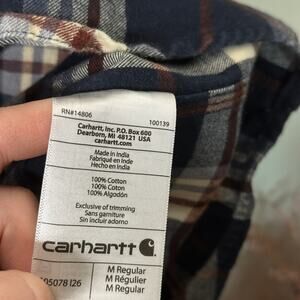 RN#14806 100139
Carhartt, Inc. P.O. Box 600
Dearborn, MI 48121 USA
carhartt.com
Made in India
Fabriqué en Inde
Hecho en India
100% Cotton
100% Coton
100% Algodón
Exclusive of trimming
Sans garniture
Sin incluir adorno
carhartt
105078 I26 M Regular
M Régulier
M Regular